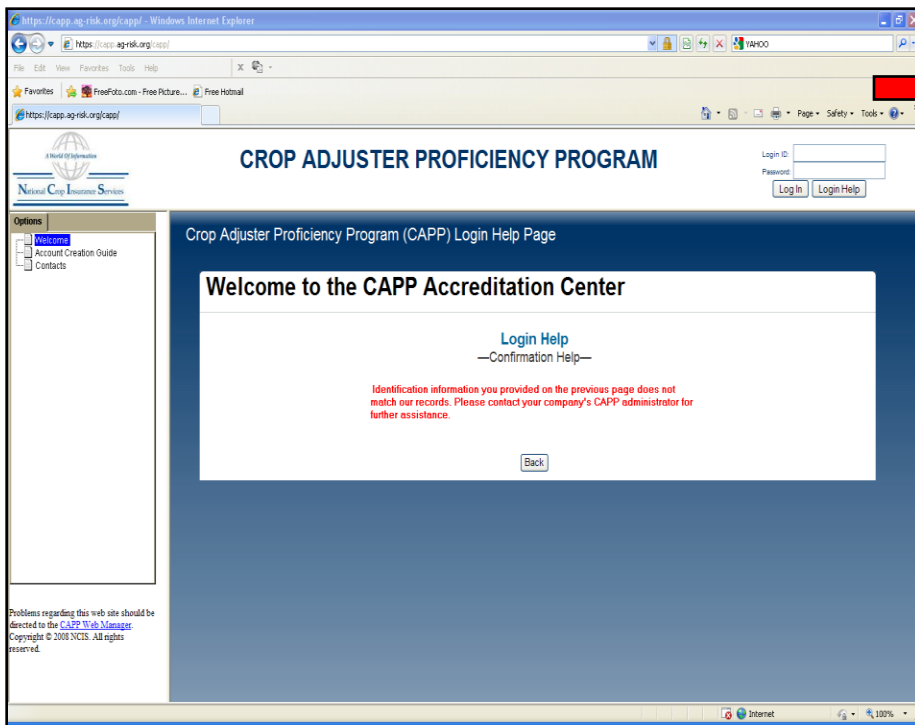 https://capp.ag-risk.org/capp/ - Windows Internet Explorer
https://capp.ag-risk.org/capp/
YAHOO
File Edit View Favorites Tools Help
X
Favorites FreeFoto.com - Free Picture... Free Hotmail
https://capp.ag-risk.org/capp/
Page Safety Tools
A World Of Information
National Crop Insurance Services
CROP ADJUSTER PROFICIENCY PROGRAM
Login ID:
Password:
Log In Login Help
Options
Welcome
Account Creation Guide
Contacts
Crop Adjuster Proficiency Program (CAPP) Login Help Page
Welcome to the CAPP Accreditation Center
Login Help
—Confirmation Help—
Identification information you provided on the previous page does not
match our records. Please contact your company's CAPP administrator for
further assistance.
Back
Problems regarding this web site should be
directed to the CAPP Web Manager.
Copyright © 2008 NCIS. All rights
reserved.
Internet
100%